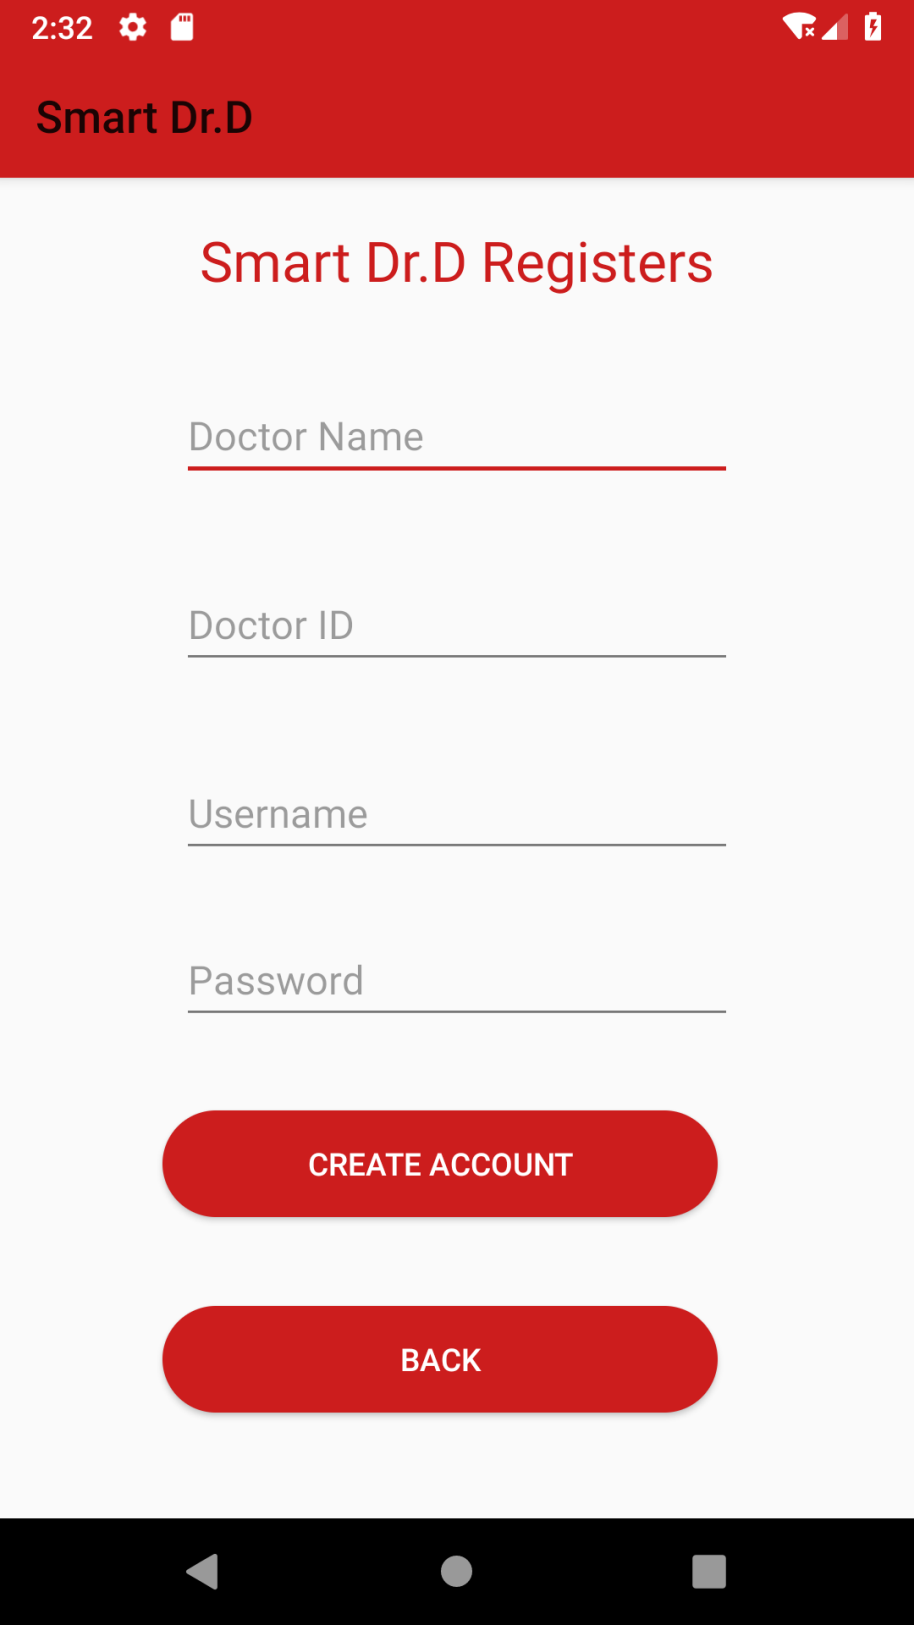 2:32
Smart Dr.D
Smart Dr.D Registers
Doctor Name
Doctor ID
Username
Password
CREATE ACCOUNT
BACK